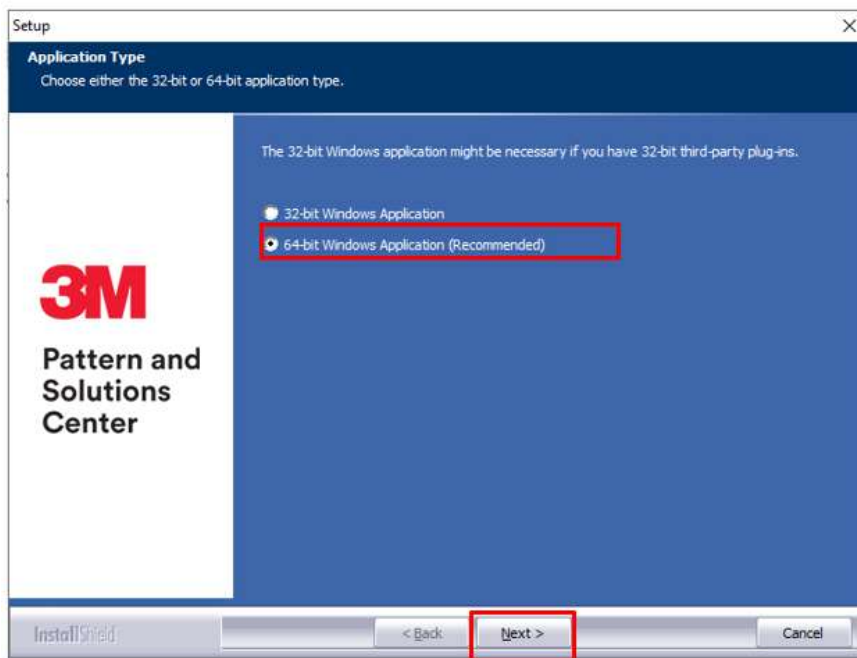 Setup
Application Type
Choose either the 32-bit or 64-bit application type.
The 32-bit Windows application might be necessary if you have 32-bit third-party plug-ins.
32-bit Windows Application
64-bit Windows Application (Recommended)
3M
Pattern and
Solutions
Center
InstallShield
< Back
Next >
Cancel